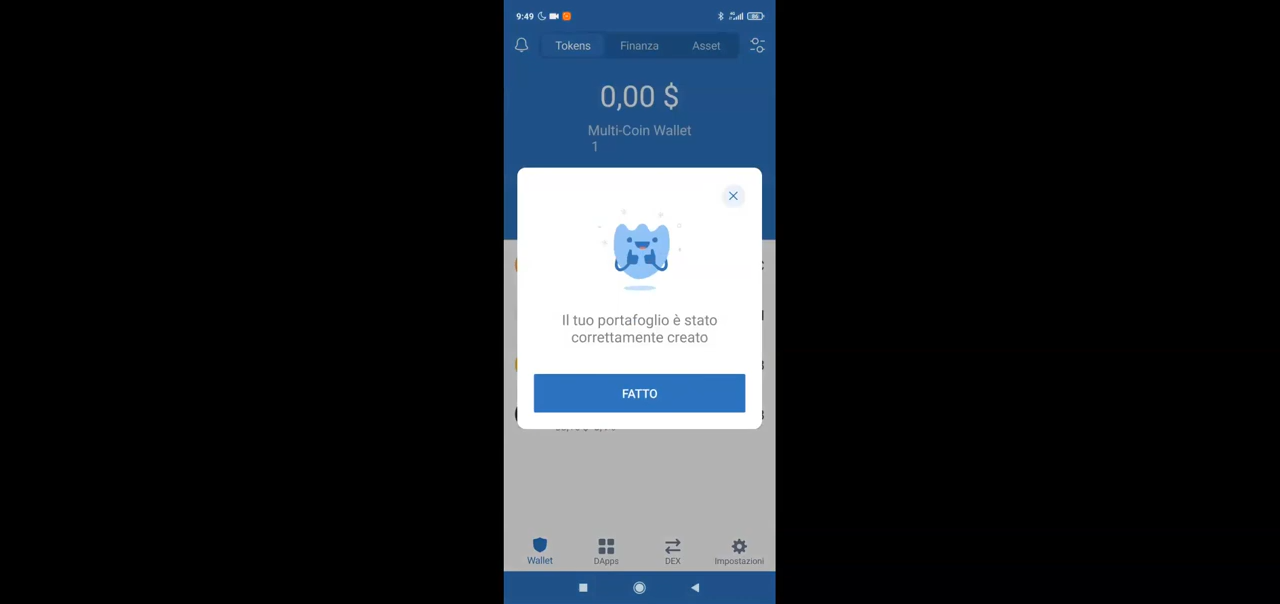 9:49
Tokens Finanza Asset
0,00 $
Multi-Coin Wallet
1
Il tuo portafoglio è stato
correttamente creato
FATTO
Wallet DApps DEX Impostazioni